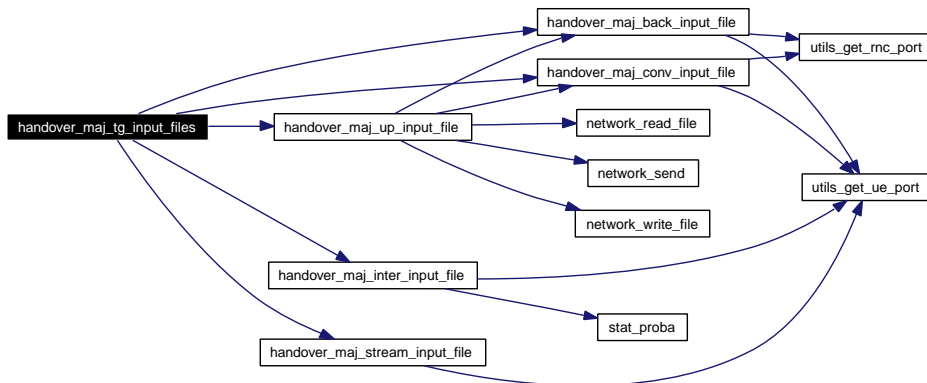 handover_maj_back_input_file
utils_get_rnc_port
handover_maj_conv_input_file
handover_maj_tg_input_files
handover_maj_up_input_file
network_read_file
network_send
utils_get_ue_port
network_write_file
handover_maj_inter_input_file
stat_proba
handover_maj_stream_input_file